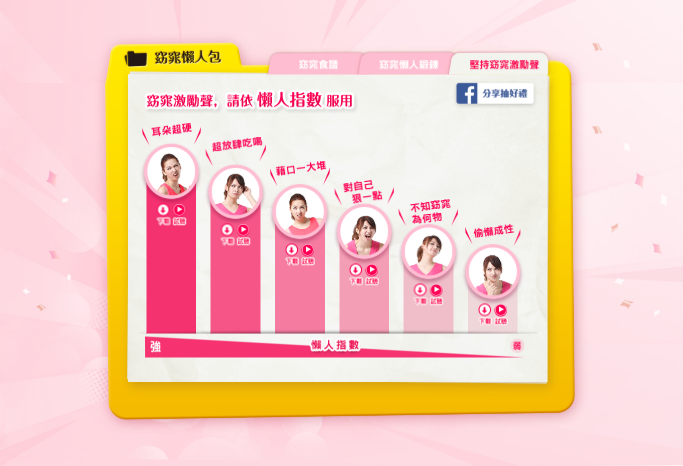 窈窕懶人包
窈窕食譜
窈窕懶人鍛鍊
堅持窈窕激勵聲
窈窕激勵聲，請依 懶人指數 服用
分享抽好禮
耳朵超硬
下載 試聽
超放肆吃喝
下載 試聽
藉口一大堆
下載 試聽
對自己
狠一點
下載 試聽
不知窈窕
為何物
下載 試聽
偷懶成性
下載 試聽
強
懶人指數
弱